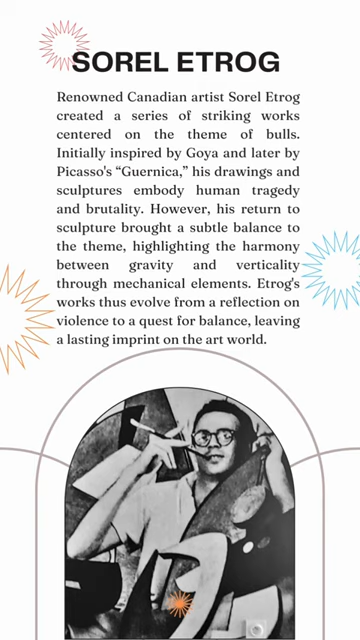 SOREL ETROG
Renowned Canadian artist Sorel Etrog
created a series of striking works
centered on the theme of bulls.
Initially inspired by Goya and later by
Picasso's “Guernica,” his drawings and
sculptures embody human tragedy
and brutality. However, his return to
sculpture brought a subtle balance to
the theme, highlighting the harmony
between gravity and verticality
through mechanical elements. Etrog's
works thus evolve from a reflection on
violence to a quest for balance, leaving
a lasting imprint on the art world.